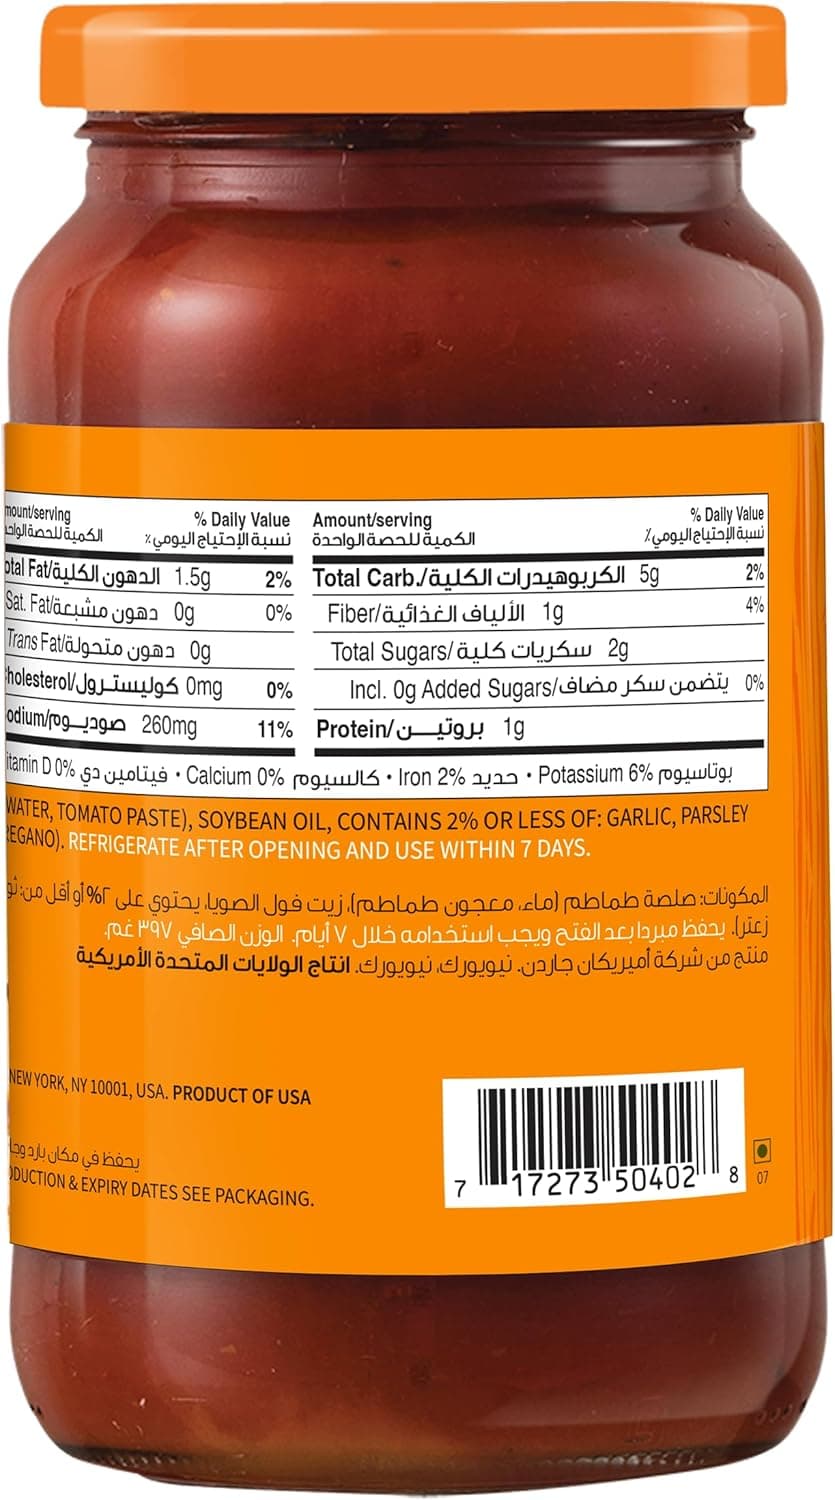 mount/serving % Daily Value
الكمية للحصة الواحد نسبة الإحتياج اليومي٪
otal Fat/الدهون الكلية 1.5g 2%
Sat. Fat/دهون مشبعة 0g 0%
Trans Fat/دهون متحولة 0g
holesterol/كوليسترول 0mg 0%
odium/صوديوم 260mg 11%
Amount/serving % Daily Value
الكمية للحصة الواحدة نسبة الإحتياج اليومي٪
Total Carb./الكربوهيدرات الكلية 5g 2%
Fiber/الألياف الغذائية 1g 4%
Total Sugars/سكريات كلية 2g
Incl. 0g Added Sugars/يتضمن سكر مضاف 0%
Protein/بروتين 1g
itamin D 0% فيتامين دي • Calcium 0% كالسيوم • Iron 2% حديد • Potassium 6% بوتاسيوم
WATER, TOMATO PASTE), SOYBEAN OIL, CONTAINS 2% OR LESS OF: GARLIC, PARSLEY
REGANO). REFRIGERATE AFTER OPENING AND USE WITHIN 7 DAYS.
المكونات: صلصة طماطم (ماء، معجون طماطم)، زيت فول الصويا، يحتوي على ٢% أو أقل من: ثو
زعتر). يحفظ مبردا بعد الفتح ويجب استخدامه خلال ٧ أيام. الوزن الصافي ٣٩٧ غم.
منتج من شركة أميريكان جاردن. نيويورك، نيويورك. انتاج الولايات المتحدة الأمريكية
NEW YORK, NY 10001, USA. PRODUCT OF USA
يحفظ في مكان بارد وجا
ODUCTION & EXPIRY DATES SEE PACKAGING.
7 17273 50402 8
07